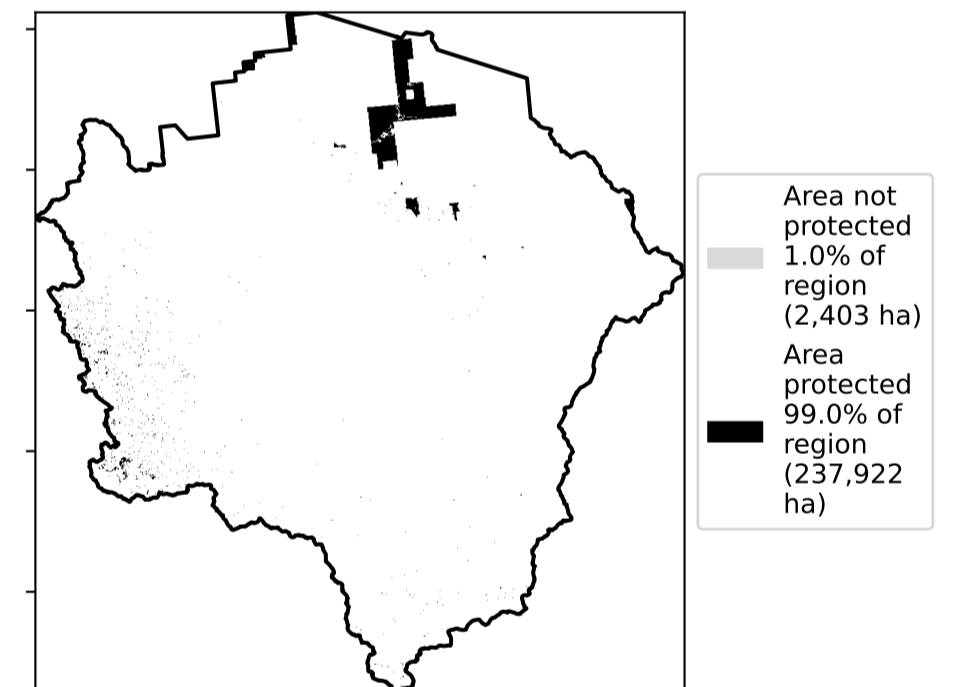 Area not
protected
1.0% of
region
(2,403 ha)
Area
protected
99.0% of
region
(237,922
ha)